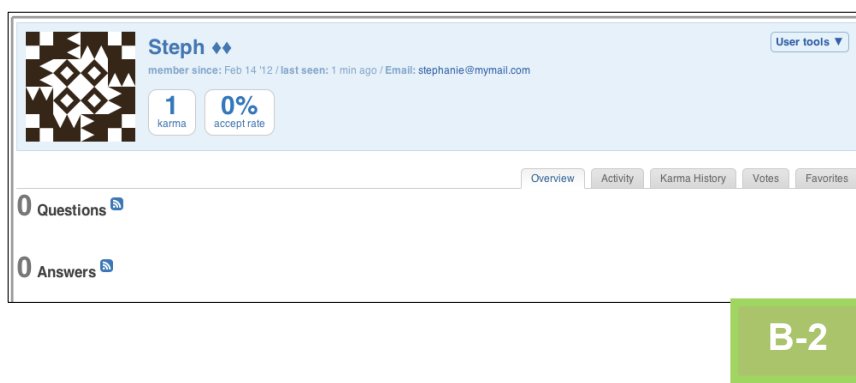 Steph ♦♦
User tools ▼
member since: Feb 14 '12 / last seen: 1 min ago / Email: stephanie@mymail.com
1
karma
0%
accept rate
Overview Activity Karma History Votes Favorites
0 Questions
0 Answers
B-2